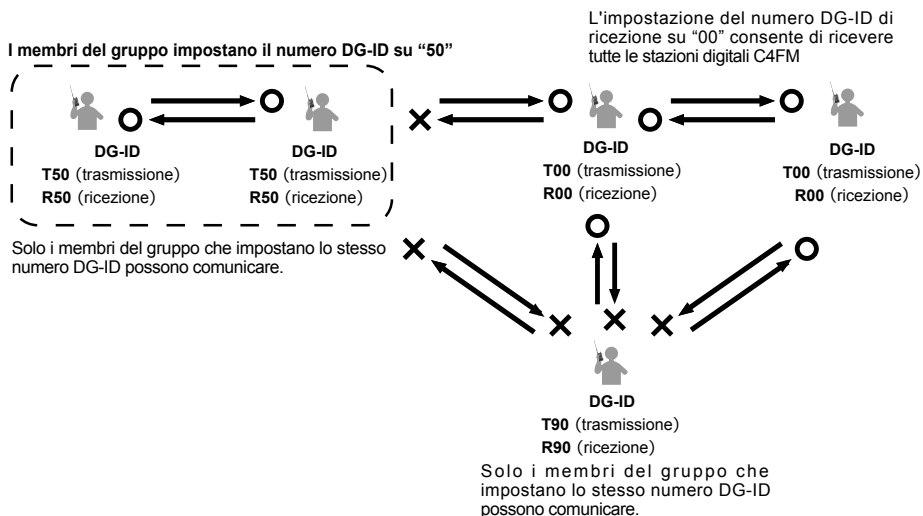 L'impostazione del numero DG-ID di
ricezione su “00” consente di ricevere
tutte le stazioni digitali C4FM
I membri del gruppo impostano il numero DG-ID su “50”
DG-ID
T50 (trasmissione)
R50 (ricezione)
DG-ID
T50 (trasmissione)
R50 (ricezione)
DG-ID
T00 (trasmissione)
R00 (ricezione)
DG-ID
T00 (trasmissione)
R00 (ricezione)
Solo i membri del gruppo che impostano lo stesso
numero DG-ID possono comunicare.
DG-ID
T90 (trasmissione)
R90 (ricezione)
Solo i membri del gruppo che
impostano lo stesso numero DG-ID
possono comunicare.